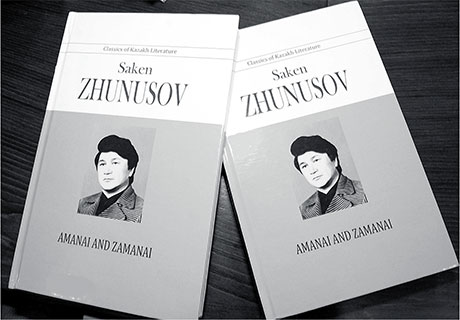 Classics of Kazakh Literature
Saken
ZHUNUSOV
AMANAI AND ZAMANAI
Classics of Kazakh Literature
Saken
ZHUNUSOV
AMANAI AND ZAMANAI